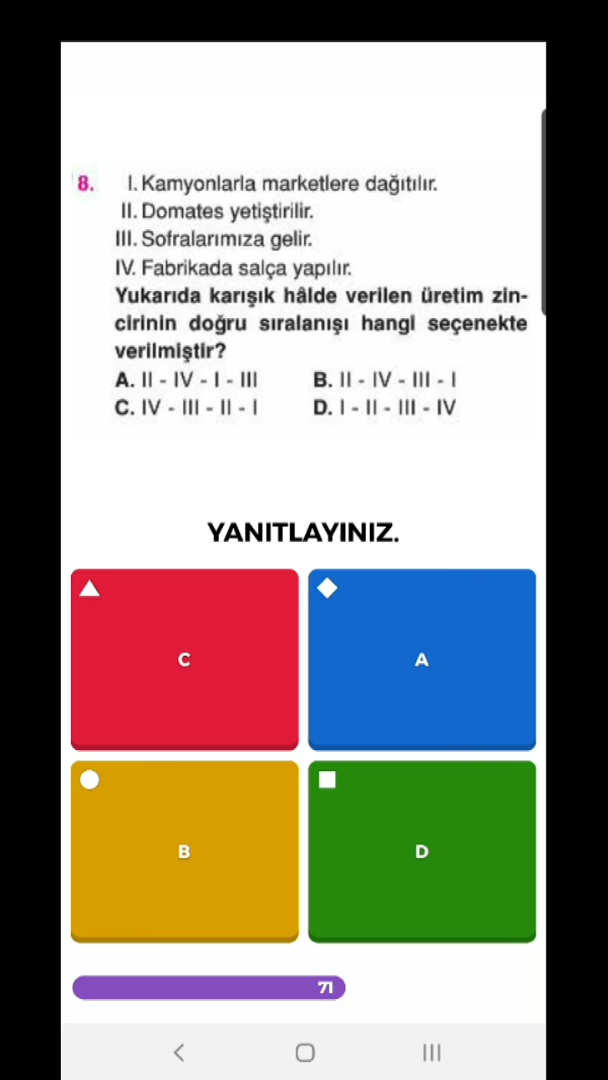 8. I. Kamyonlarla marketlere dağıtılır.
II. Domates yetiştirilir.
III. Sofralarımıza gelir.
IV. Fabrikada salça yapılır.
Yukarıda karışık hâlde verilen üretim zin-
cirinin doğru sıralanışı hangi seçenekte
verilmiştir?
A. II - IV - I - III B. II - IV - III - I
C. IV - III - II - I D. I - II - III - IV
YANITLAYINIZ.
C
A
B
D
71